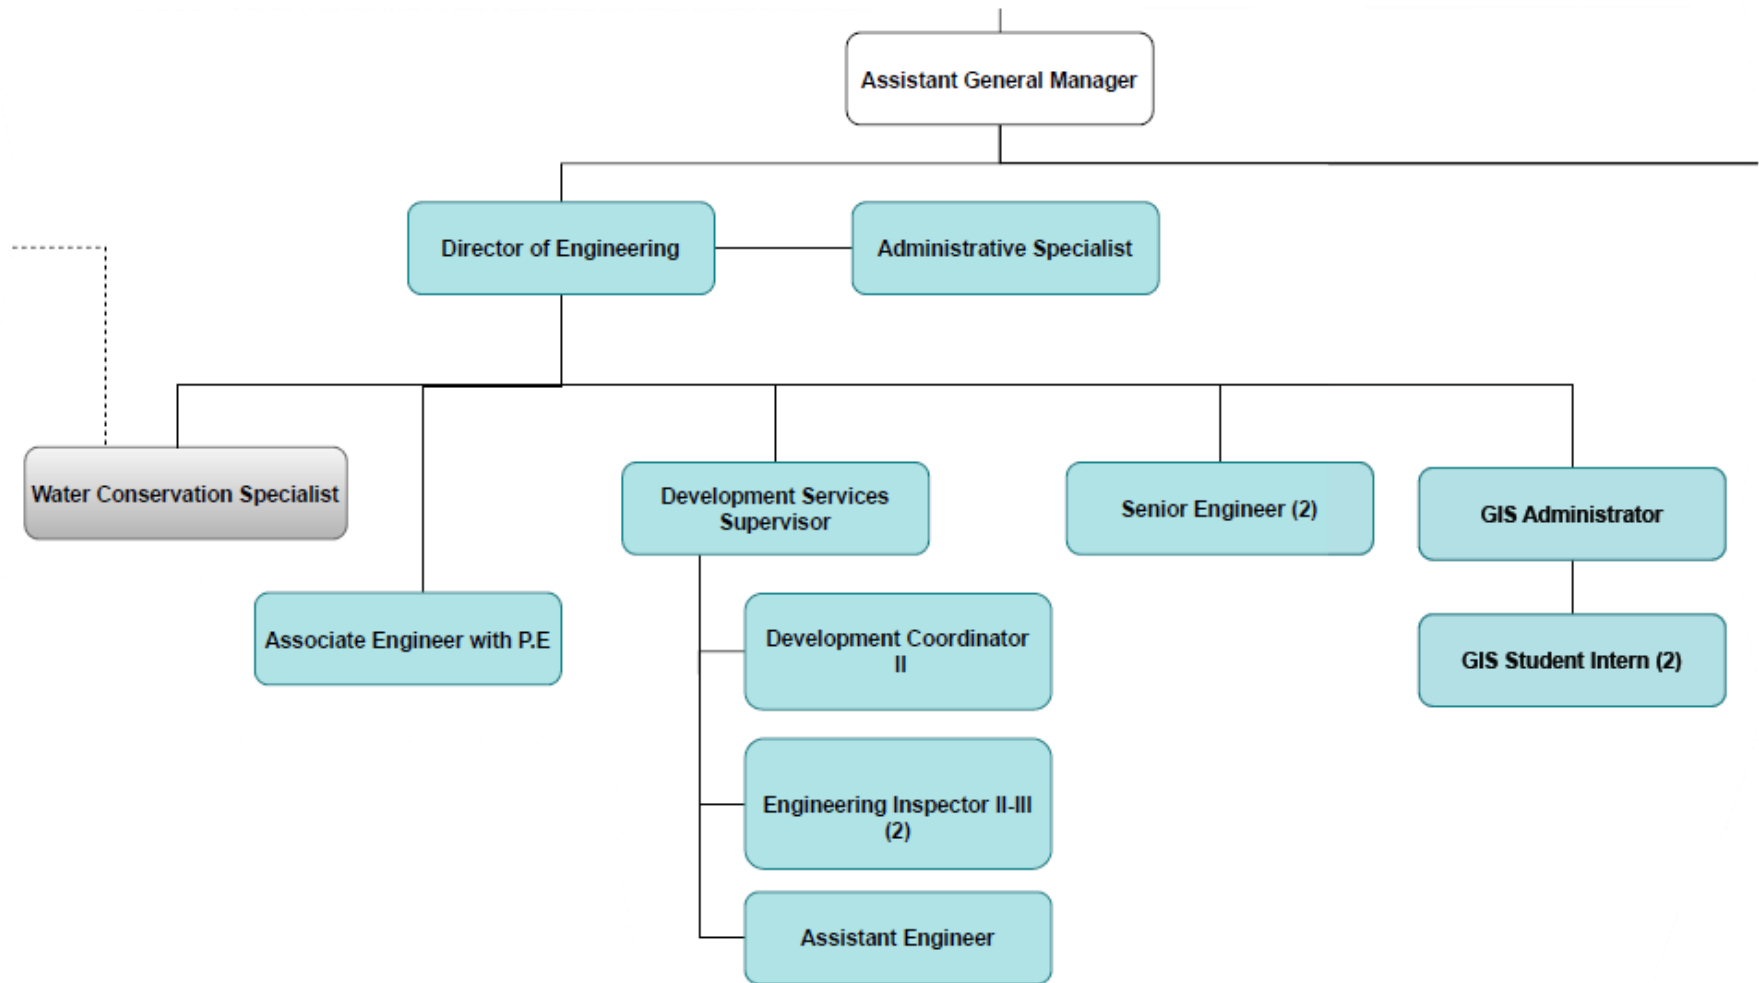 Assistant General Manager
Director of Engineering
Administrative Specialist
Water Conservation Specialist
Development Services
Supervisor
Senior Engineer (2)
GIS Administrator
Associate Engineer with P.E
Development Coordinator
II
GIS Student Intern (2)
Engineering Inspector II-III
(2)
Assistant Engineer